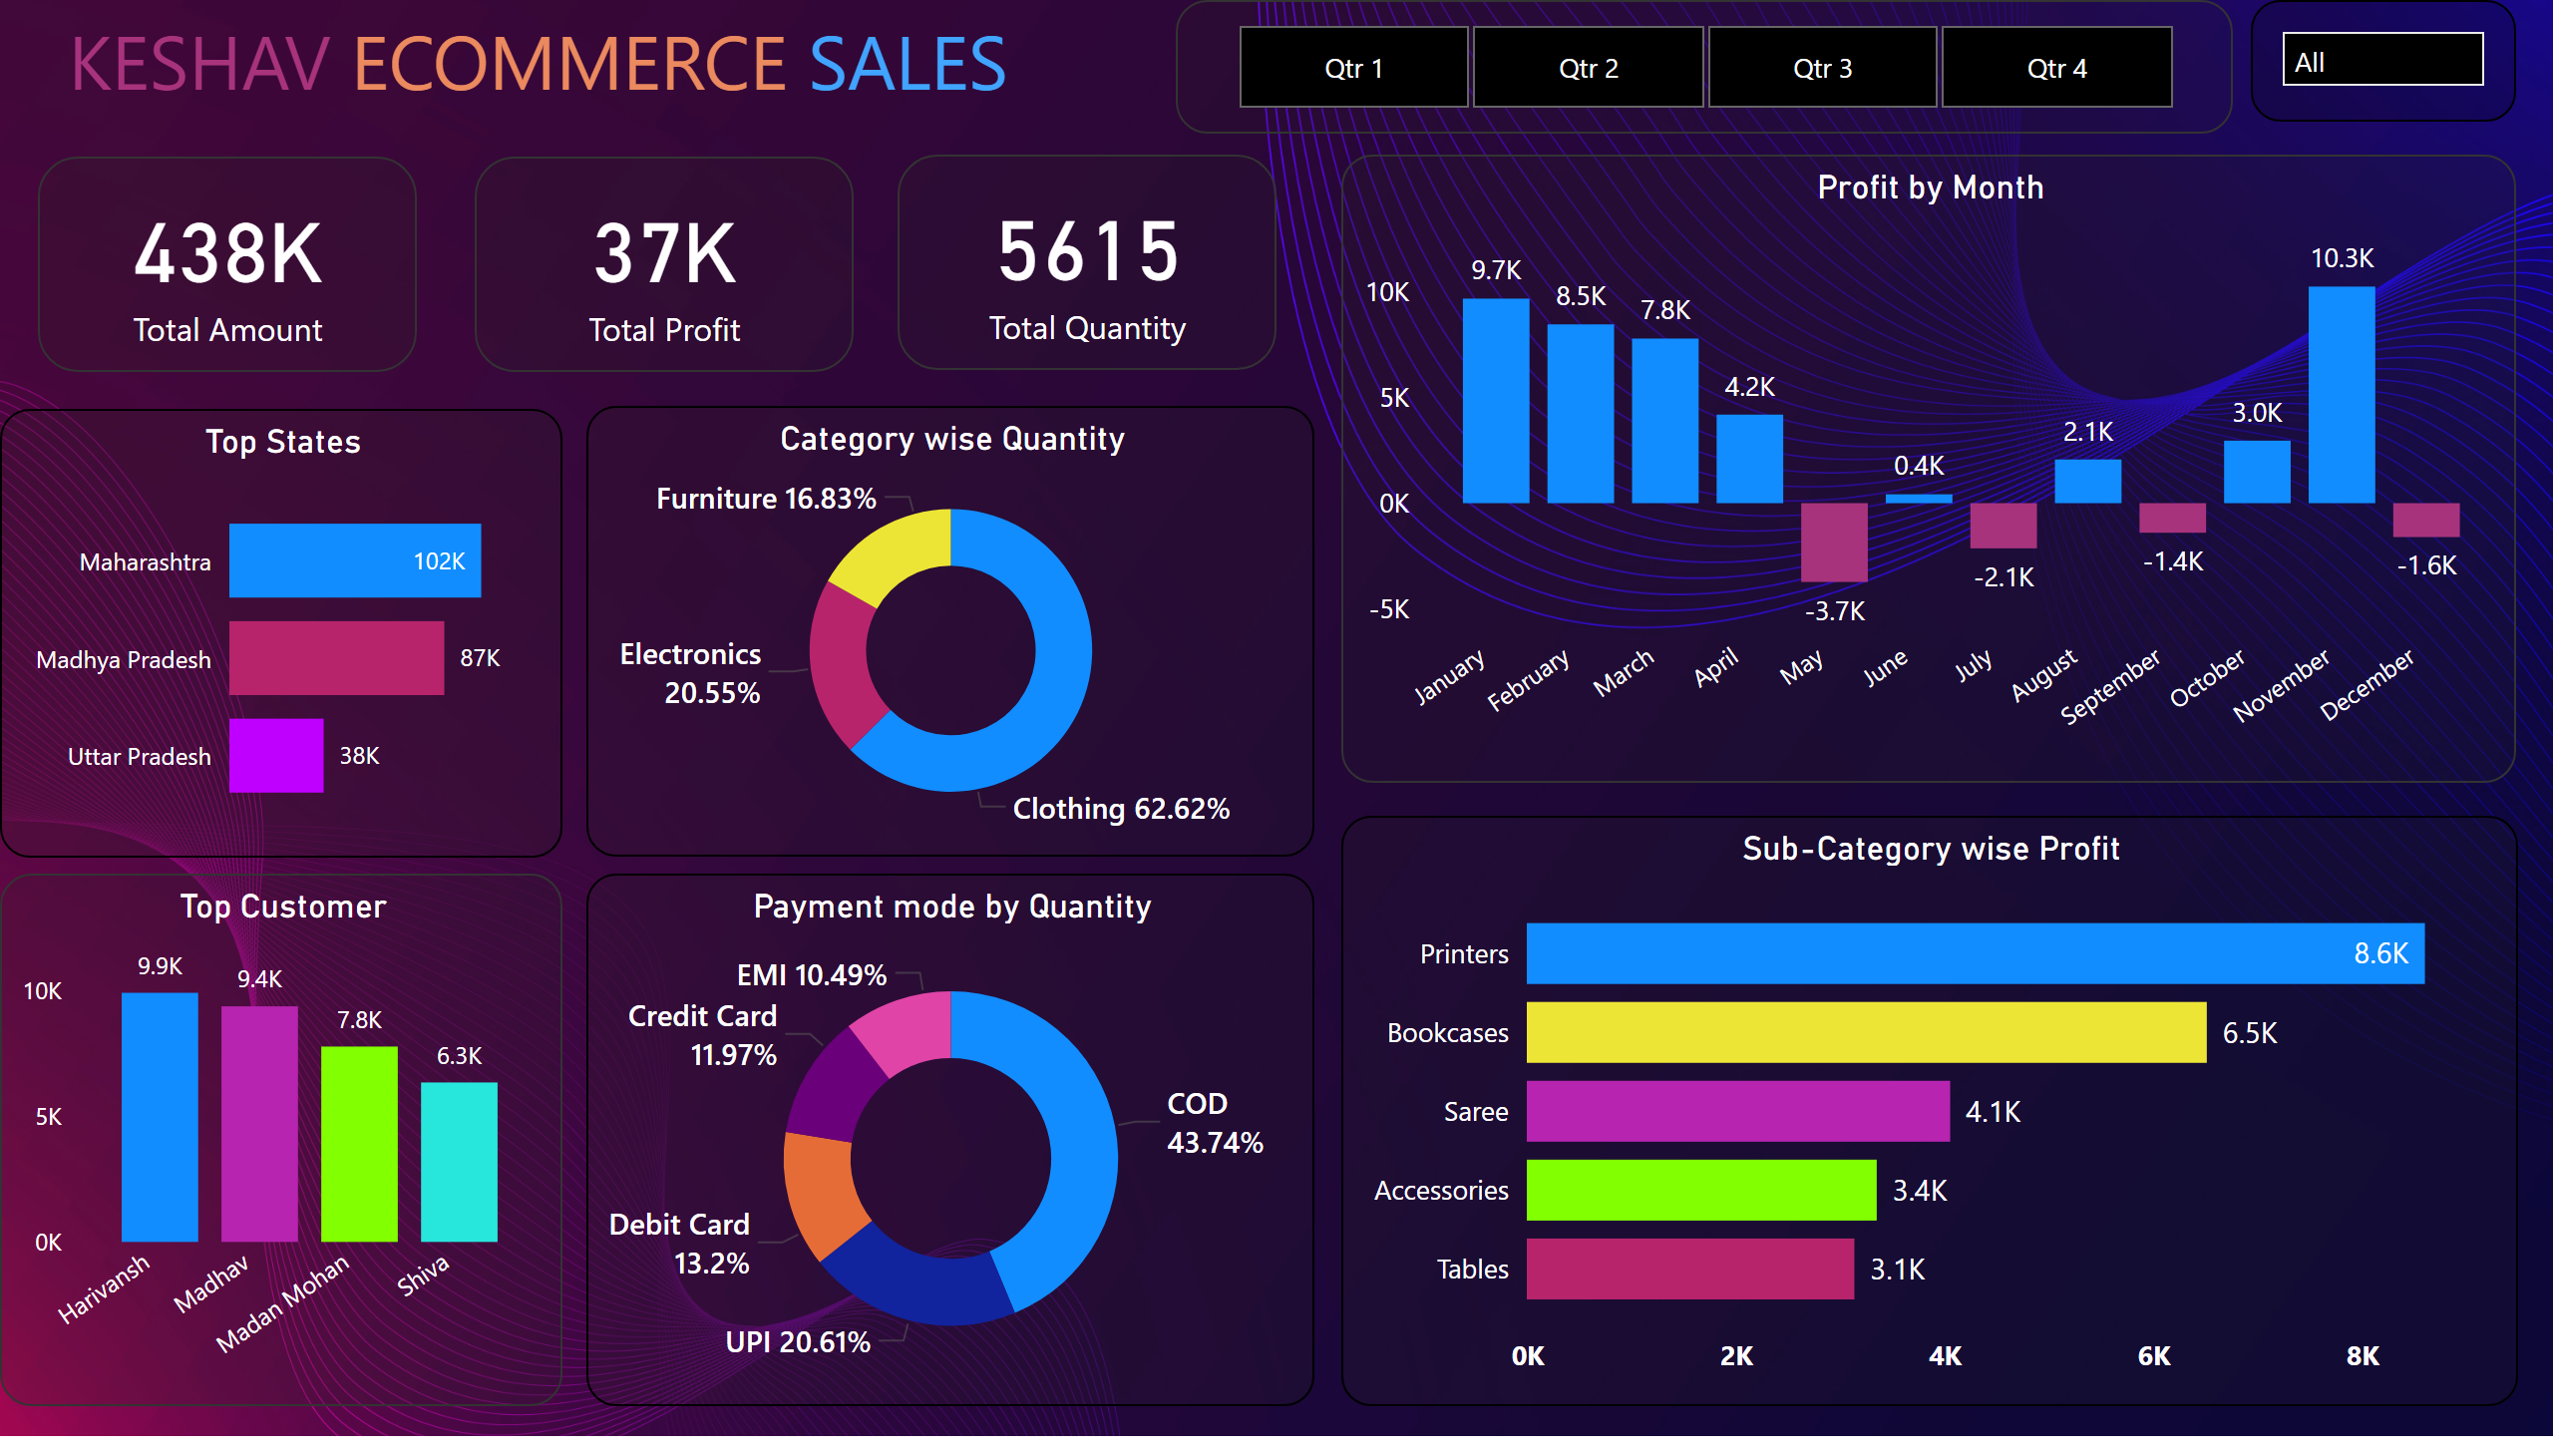 KESHAV ECOMMERCE SALES
Qtr 1
Qtr 2
Qtr 3
Qtr 4
All
438K
Total Amount
37K
Total Profit
5615
Total Quantity
Profit by Month
10K
5K
0K
-5K
9.7K
8.5K
7.8K
4.2K
-3.7K
0.4K
-2.1K
2.1K
-1.4K
3.0K
10.3K
-1.6K
January
February
March
April
May
June
July
August
September
October
November
December
Top States
Maharashtra
102K
Madhya Pradesh
87K
Uttar Pradesh
38K
Category wise Quantity
Furniture 16.83%
Electronics
20.55%
Clothing 62.62%
Top Customer
10K
5K
0K
9.9K
9.4K
7.8K
6.3K
Harivansh
Madhav
Madan Mohan
Shiva
Payment mode by Quantity
EMI 10.49%
Credit Card
11.97%
COD
43.74%
Debit Card
13.2%
UPI 20.61%
Sub-Category wise Profit
Printers
8.6K
Bookcases
6.5K
Saree
4.1K
Accessories
3.4K
Tables
3.1K
0K
2K
4K
6K
8K